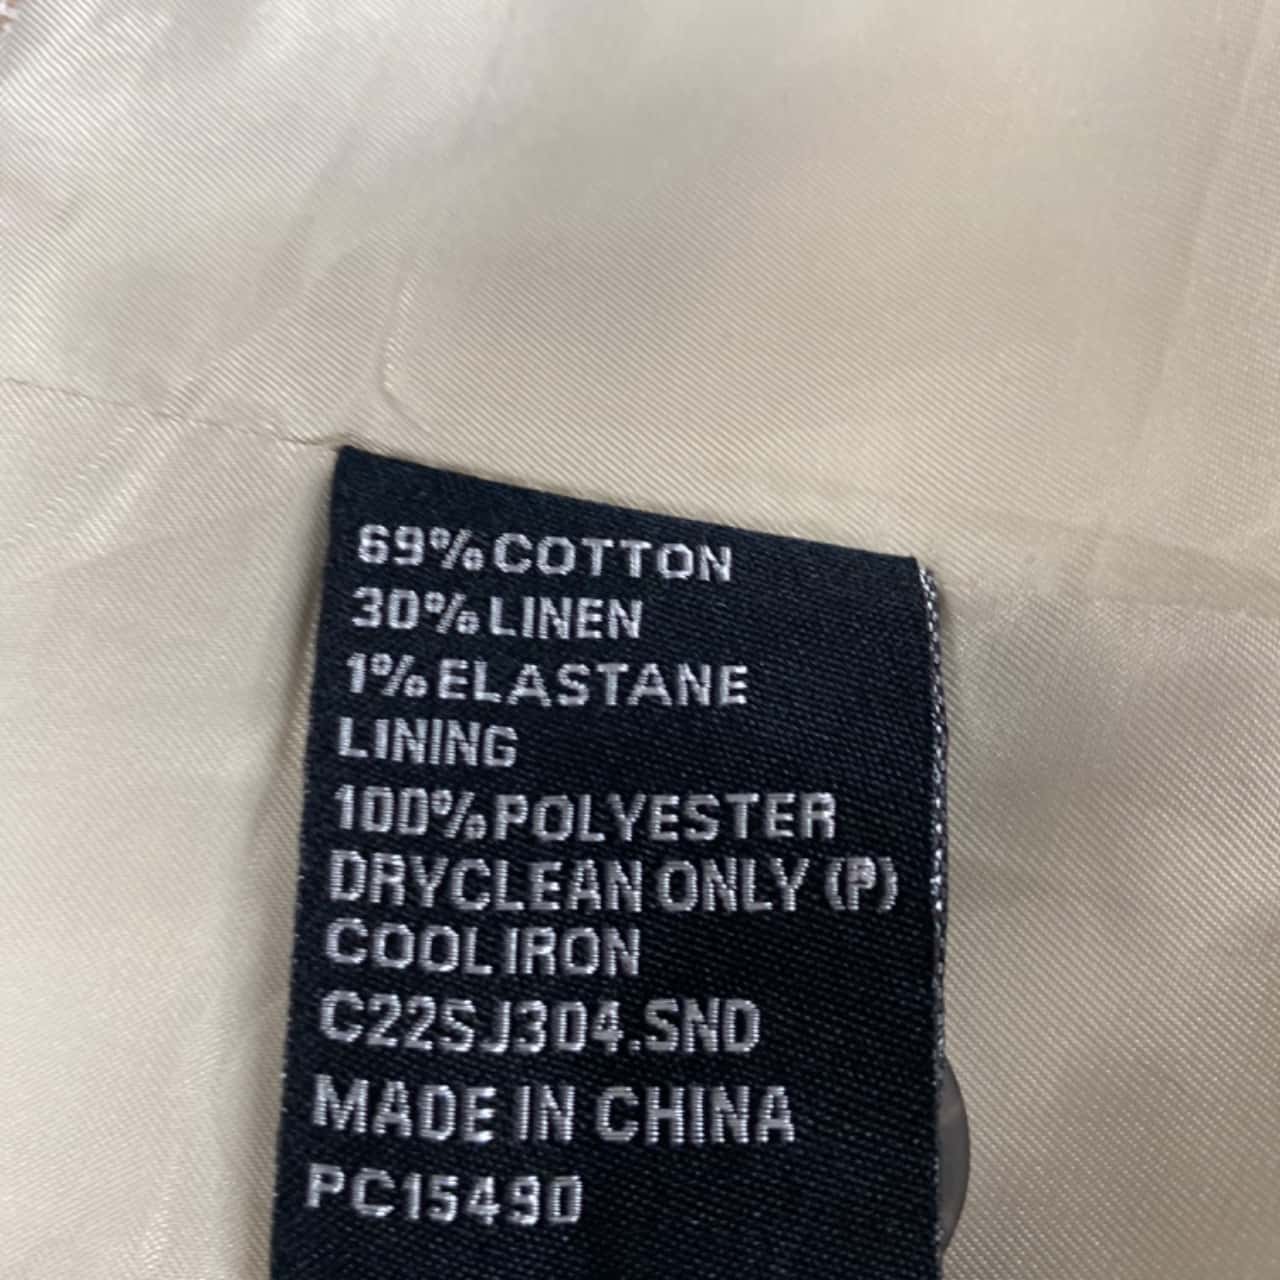 69% COTTON
30% LINEN
1% ELASTANE
LINING
100% POLYESTER
DRYCLEAN ONLY (P)
COOL IRON
C22SJ304.SND
MADE IN CHINA
PC15490